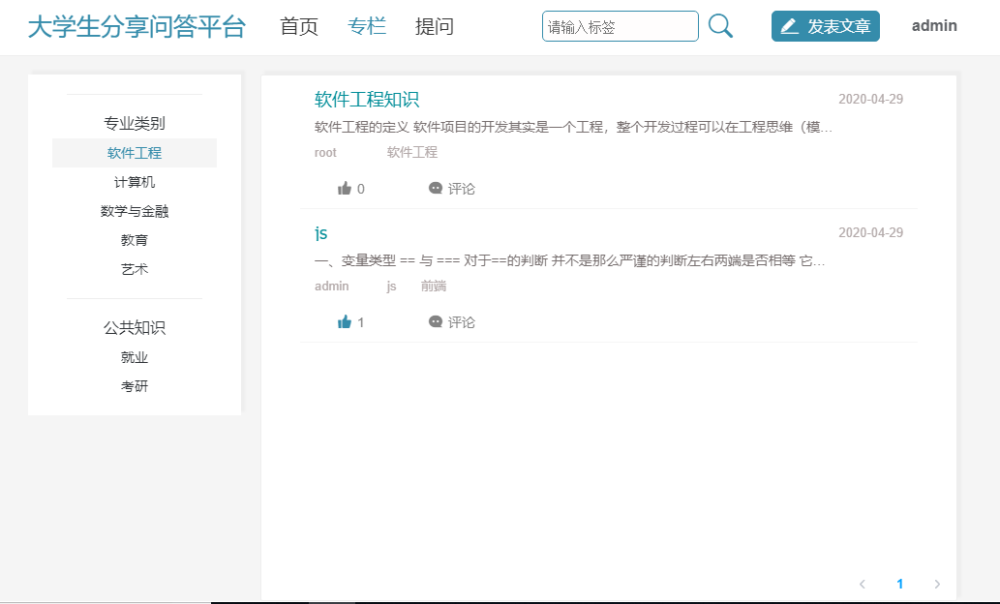 大学生分享问答平台 首页 专栏 提问 请输入标签 发表文章 admin
专业类别
软件工程
计算机
数学与金融
教育
艺术
公共知识
就业
考研
软件工程知识 2020-04-29
软件工程的定义 软件项目的开发其实是一个工程，整个开发过程可以在工程思维（模…
root 软件工程
0 评论
js 2020-04-29
一、变量类型 == 与 === 对于==的判断 并不是那么严谨的判断左右两端是否相等 它…
admin js 前端
1 评论
< 1 >